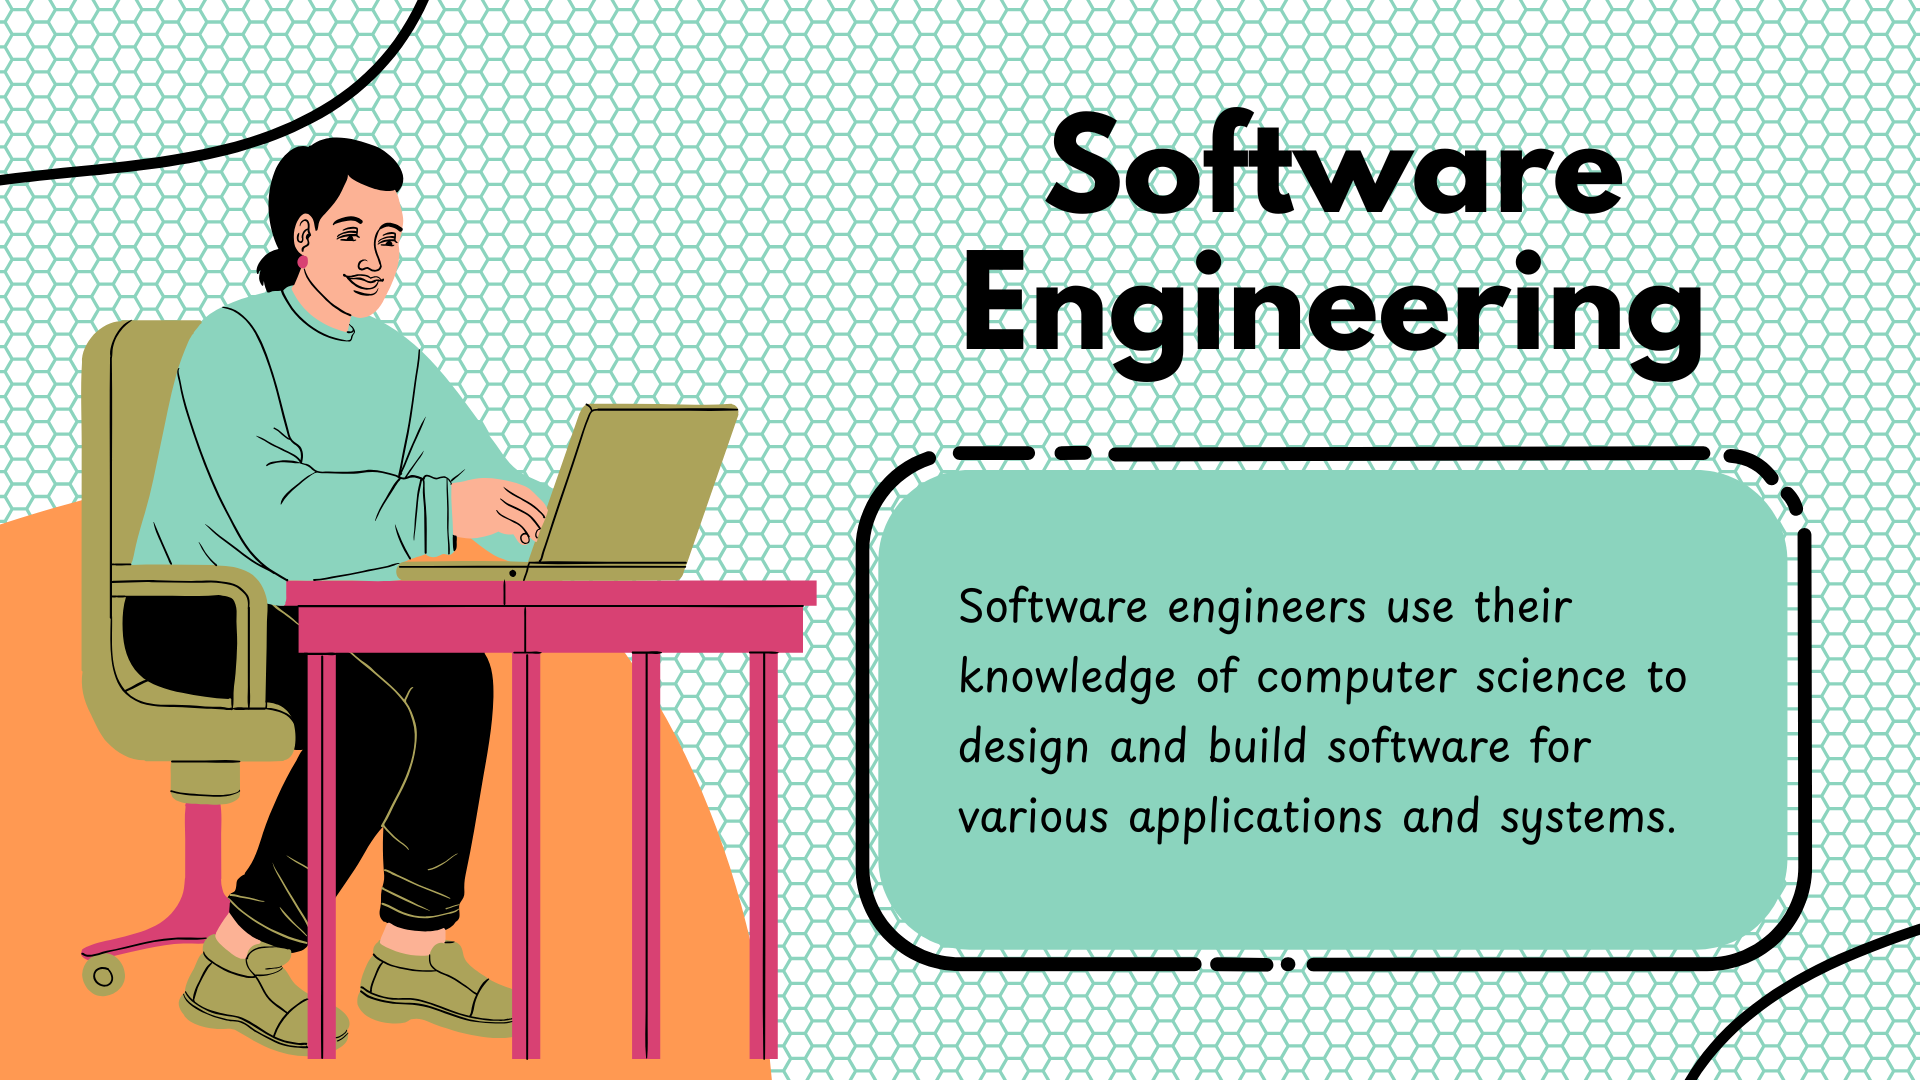 Software
Engineering
Software engineers use their
knowledge of computer science to
design and build software for
various applications and systems.